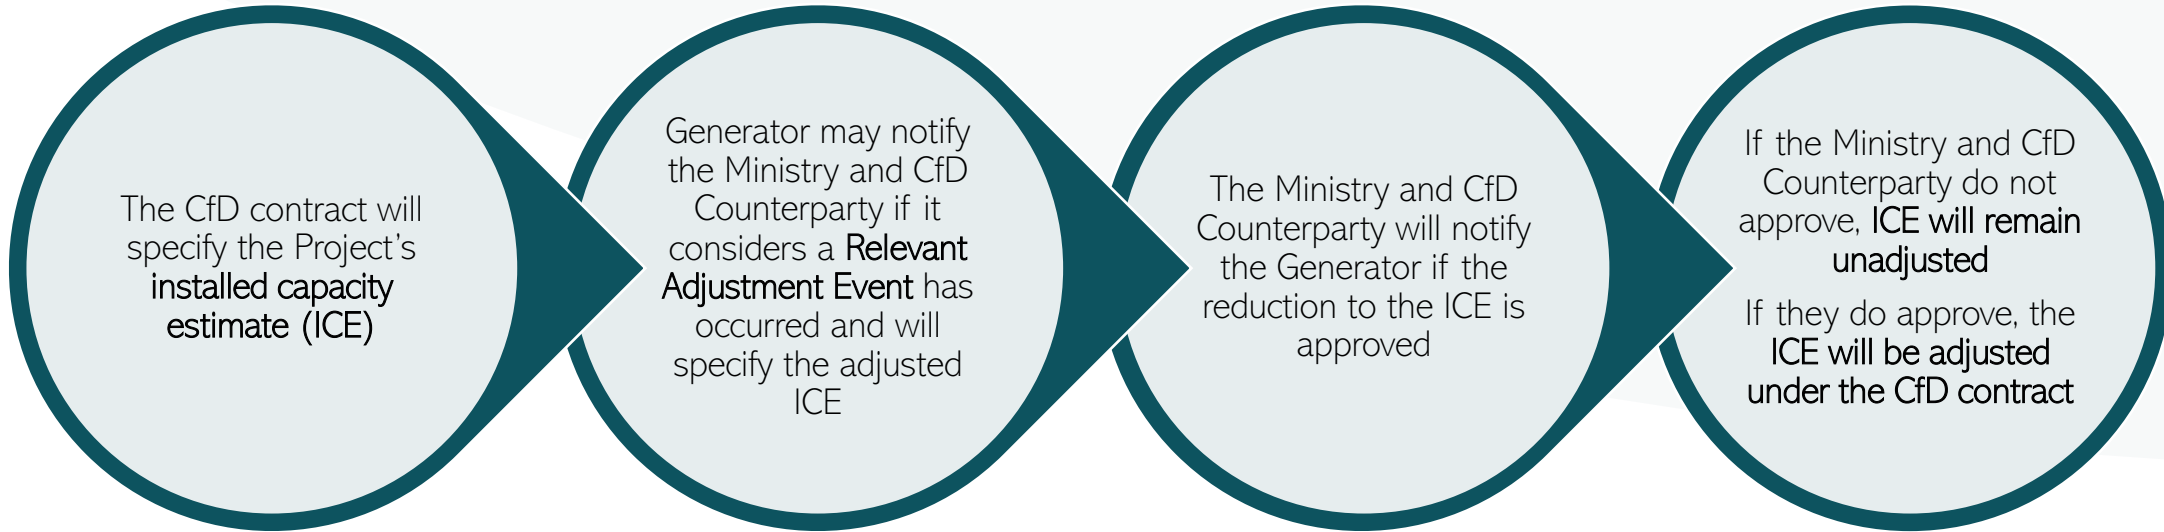 The CfD contract will
specify the Project's
installed capacity
estimate (ICE)
Generator may notify
the Ministry and CfD
Counterparty if it
considers a Relevant
Adjustment Event has
occurred and will
specify the adjusted
ICE
The Ministry and CfD
Counterparty will notify
the Generator if the
reduction to the ICE is
approved
If the Ministry and CfD
Counterparty do not
approve, ICE will remain
unadjusted
If they do approve, the
ICE will be adjusted
under the CfD contract